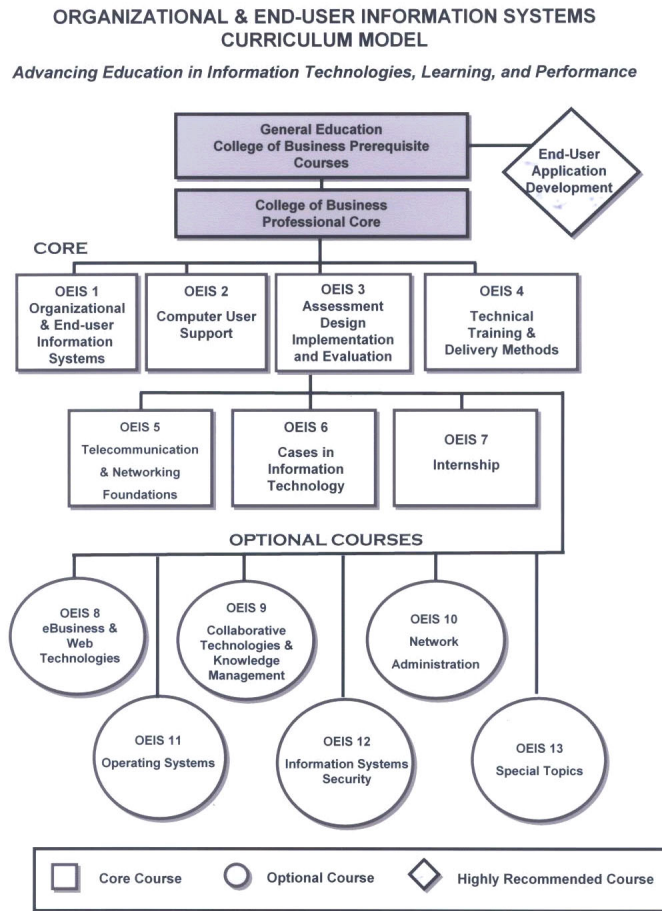 ORGANIZATIONAL & END-USER INFORMATION SYSTEMS
CURRICULUM MODEL
Advancing Education in Information Technologies, Learning, and Performance
General Education
College of Business Prerequisite
Courses
End-User
Application
Development
College of Business
Professional Core
CORE
OEIS 1
Organizational
& End-user
Information
Systems
OEIS 2
Computer User
Support
OEIS 3
Assessment
Design
Implementation
and Evaluation
OEIS 4
Technical
Training &
Delivery Methods
OEIS 5
Telecommunication
& Networking
Foundations
OEIS 6
Cases in
Information
Technology
OEIS 7
Internship
OPTIONAL COURSES
OEIS 8
eBusiness &
Web
Technologies
OEIS 9
Collaborative
Technologies &
Knowledge
Management
OEIS 10
Network
Administration
OEIS 11
Operating Systems
OEIS 12
Information Systems
Security
OEIS 13
Special Topics
Core Course
Optional Course
Highly Recommended Course